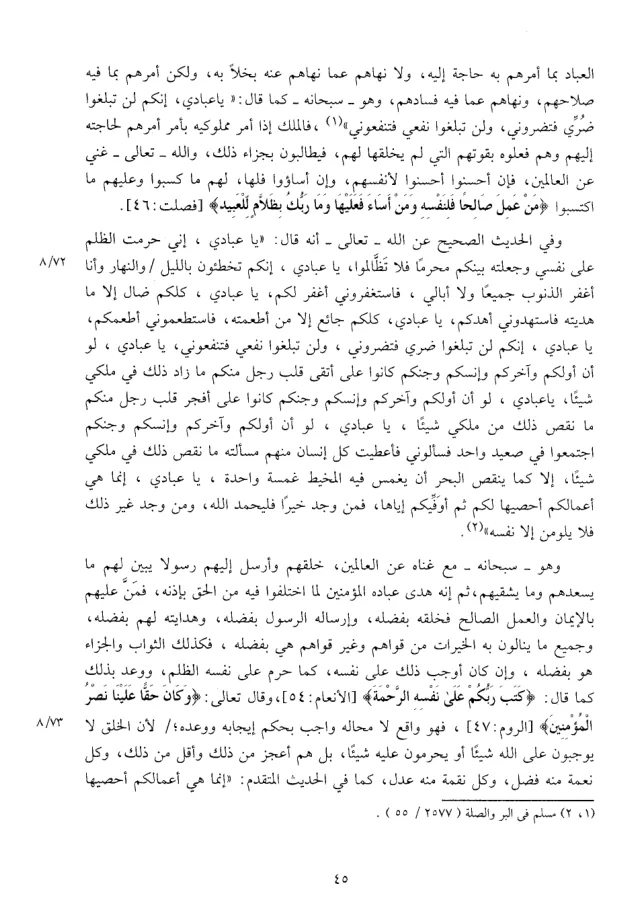 العباد بما أمرهم به حاجة إليه، ولا نهاهم عما نهاهم عنه بخلاً به، ولكن أمرهم بما فيه
صلاحهم، ونهاهم عما فيه فسادهم، وهو ـ سبحانه ـ كما قال: « ياعبادي، إنكم لن تبلغوا
ضُرِّي فتضروني، ولن تبلغوا نفعي فتنفعوني»(١) ، فالملك إذا أمر مملوكيه بأمر أمرهم لحاجته
إليهم وهم فعلوه بقوتهم التي لم يخلقها لهم، فيطالبون بجزاء ذلك، والله ـ تعالى ـ غني
عن العالمين، فإن أحسنوا أحسنوا لأنفسهم، وإن أساؤوا فلها، لهم ما كسبوا وعليهم ما
اكتسبوا ﴿مَنْ عَمِلَ صَالِحًا فَلِنَفْسِهِ وَمَنْ أَسَاءَ فَعَلَيْهَا وَمَا رَبُّكَ بِظَلاَّمٍ لِّلْعَبِيدِ﴾ [فصلت:٤٦].
وفي الحديث الصحيح عن الله ـ تعالى ـ أنه قال: «يا عبادي ، إني حرمت الظلم
٨/٧٢ على نفسي وجعلته بينكم محرمًا فلا تَظَّالموا، يا عبادي ، إنكم تخطئون بالليل /والنهار وأنا
أغفر الذنوب جميعًا ولا أبالي ، فاستغفروني أغفر لكم، يا عبادي ، كلكم ضال إلا ما
هديته فاستهدوني أهدكم، يا عبادي، كلكم جائع إلا من أطعمته، فاستطعموني أطعمكم،
يا عبادي ، إنكم لن تبلغوا ضري فتضروني ، ولن تبلغوا نفعي فتنفعوني، يا عبادي ، لو
أن أولكم وآخركم وإنسكم وجنكم كانوا على أتقى قلب رجل منكم ما زاد ذلك في ملكي
شيئًا، ياعبادي ، لو أن أولكم وآخركم وإنسكم وجنكم كانوا على أفجر قلب رجل منكم
ما نقص ذلك من ملكي شيئًا ، يا عبادي ، لو أن أولكم وآخركم وإنسكم وجنكم
اجتمعوا في صعيد واحد فسألوني فأعطيت كل إنسان منهم مسألته ما نقص ذلك في ملكي
شيئًا، إلا كما ينقص البحر أن يغمس فيه المخيط غمسة واحدة ، يا عبادي ، إنما هي
أعمالكم أحصيها لكم ثم أوَفِّيكم إياها، فمن وجد خيرًا فليحمد الله، ومن وجد غير ذلك
فلا يلومن إلا نفسه»(٢).
وهو ـ سبحانه ـ مع غناه عن العالمين، خلقهم وأرسل إليهم رسولا يبين لهم ما
يسعدهم وما يشقيهم،ثم إنه هدى عباده المؤمنين لما اختلفوا فيه من الحق بإذنه، فمَنَّ عليهم
بالإيمان والعمل الصالح فخلقه بفضله، وإرساله الرسول بفضله، وهدايته لهم بفضله،
وجميع ما ينالون به الخيرات من قواهم وغير قواهم هي بفضله ، فكذلك الثواب والجزاء
هو بفضله ، وإن كان أوجب ذلك على نفسه، كما حرم على نفسه الظلم، ووعد بذلك
كما قال: ﴿كَتَبَ رَبُّكُمْ عَلَىٰ نَفْسِهِ الرَّحْمَةَ﴾ [الأنعام:٥٤]،وقال تعالى:﴿وَكَانَ حَقًّا عَلَيْنَا نَصْرُ
٨/٧٣ الْمُؤْمِنِينَ﴾ [الروم:٤٧] ، فهو واقع لا محاله واجب بحكم إيجابه ووعده؛/ لأن الخلق لا
يوجبون على الله شيئًا أو يحرمون عليه شيئًا، بل هم أعجز من ذلك وأقل من ذلك، وكل
نعمة منه فضل، وكل نقمة منه عدل، كما في الحديث المتقدم: «إنما هي أعمالكم أحصيها
(١، ٢) مسلم في البر والصلة ( ٢٥٧٧ / ٥٥ ) .
٤٥